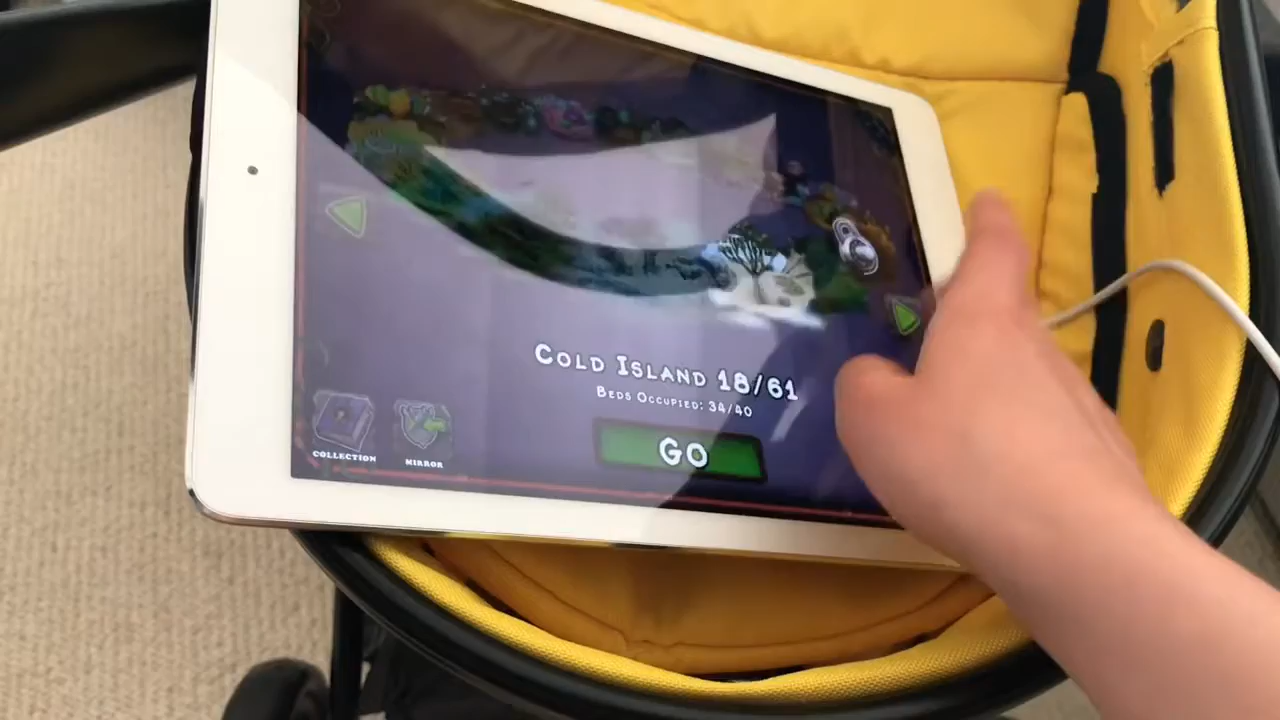 COLD ISLAND 18/61
BEDS OCCUPIED: 34/40
GO
COLLECTION
MIRROR